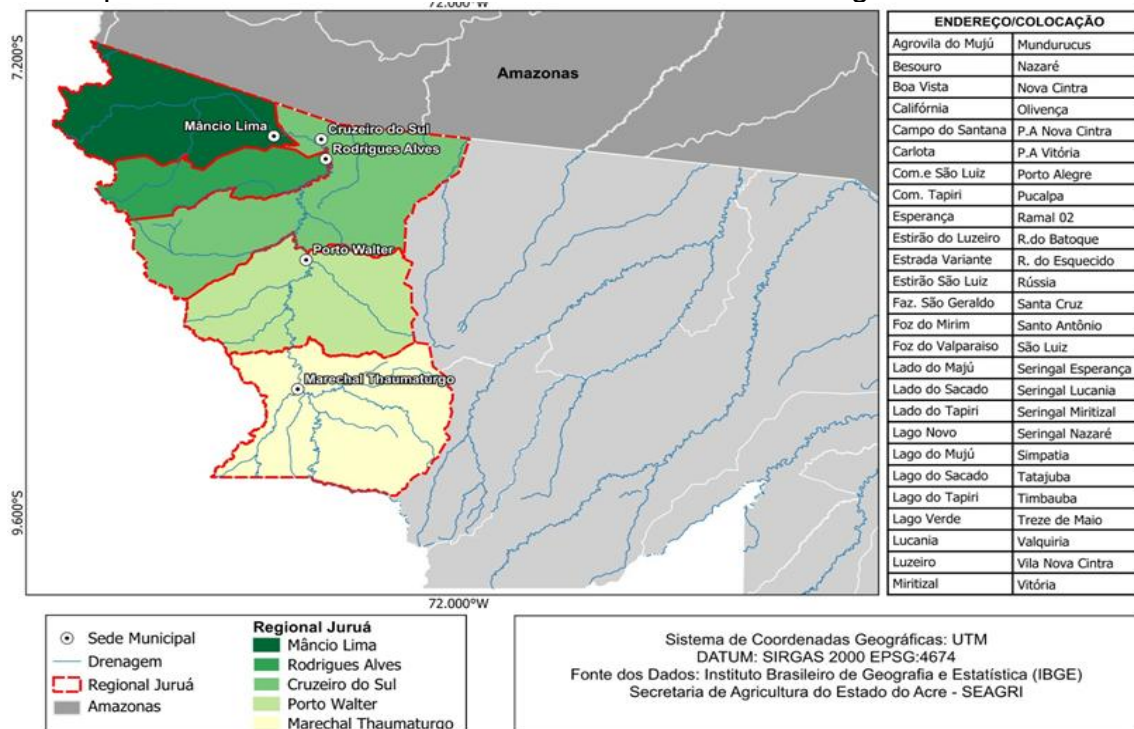 72.000°W
7.200°S
Amazonas
Mâncio Lima
Cruzeiro do Sul
Rodrigues Alves
Porto Walter
Marechal Thaumaturgo
9.600°S
72.000°W
ENDEREÇO/COLOCAÇÃO
Agrovila do Mujú Mundurucus
Besouro Nazaré
Boa Vista Nova Cintra
Califórnia Olivença
Campo do Santana P.A Nova Cintra
Carlota P.A Vitória
Com.e São Luiz Porto Alegre
Com. Tapiri Pucalpa
Esperança Ramal 02
Estirão do Luzeiro R.do Batoque
Estrada Variante R. do Esquecido
Estirão São Luiz Rússia
Faz. São Geraldo Santa Cruz
Foz do Mirim Santo Antônio
Foz do Valparaiso São Luiz
Lado do Majú Seringal Esperança
Lado do Sacado Seringal Lucania
Lado do Tapiri Seringal Miritizal
Lago Novo Seringal Nazaré
Lago do Mujú Simpatia
Lago do Sacado Tatajuba
Lago do Tapiri Timbauba
Lago Verde Treze de Maio
Lucania Valquiria
Luzeiro Vila Nova Cintra
Miritizal Vitória
Sede Municipal
Drenagem
Regional Juruá
Amazonas
Regional Juruá
Mâncio Lima
Rodrigues Alves
Cruzeiro do Sul
Porto Walter
Marechal Thaumaturgo
Sistema de Coordenadas Geográficas: UTM
DATUM: SIRGAS 2000 EPSG:4674
Fonte dos Dados: Instituto Brasileiro de Geografia e Estatística (IBGE)
Secretaria de Agricultura do Estado do Acre - SEAGRI